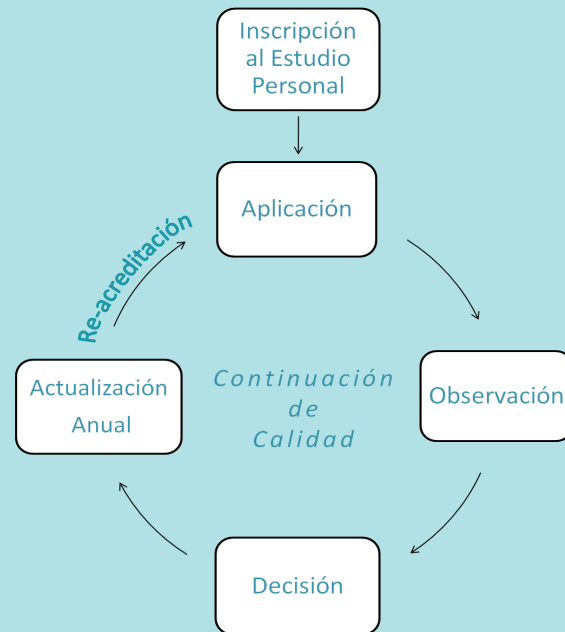 Inscripción
al Estudio
Personal
Aplicación
Re-acreditación
Actualización
Anual
Continuación
de
Calidad
Observación
Decisión